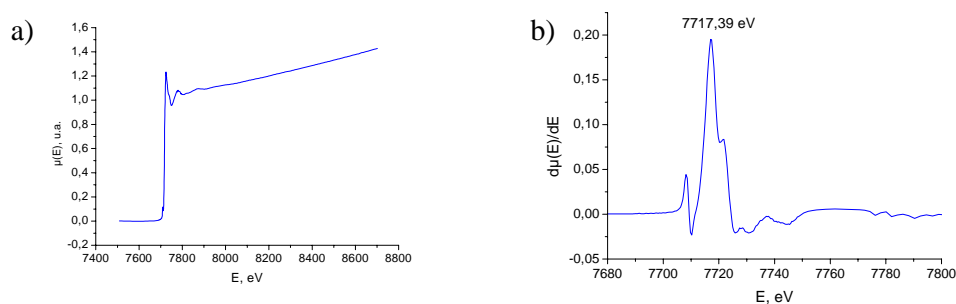 a)
1,6
1,4
1,2
1,0
0,8
0,6
0,4
0,2
0,0
-0,2
μ(E), u.a.
7400 7600 7800 8000 8200 8400 8600 8800
E, eV
b)
7717,39 eV
0,20
0,15
0,10
0,05
0,00
-0,05
dμ(E)/dE
7680 7700 7720 7740 7760 7780 7800
E, eV